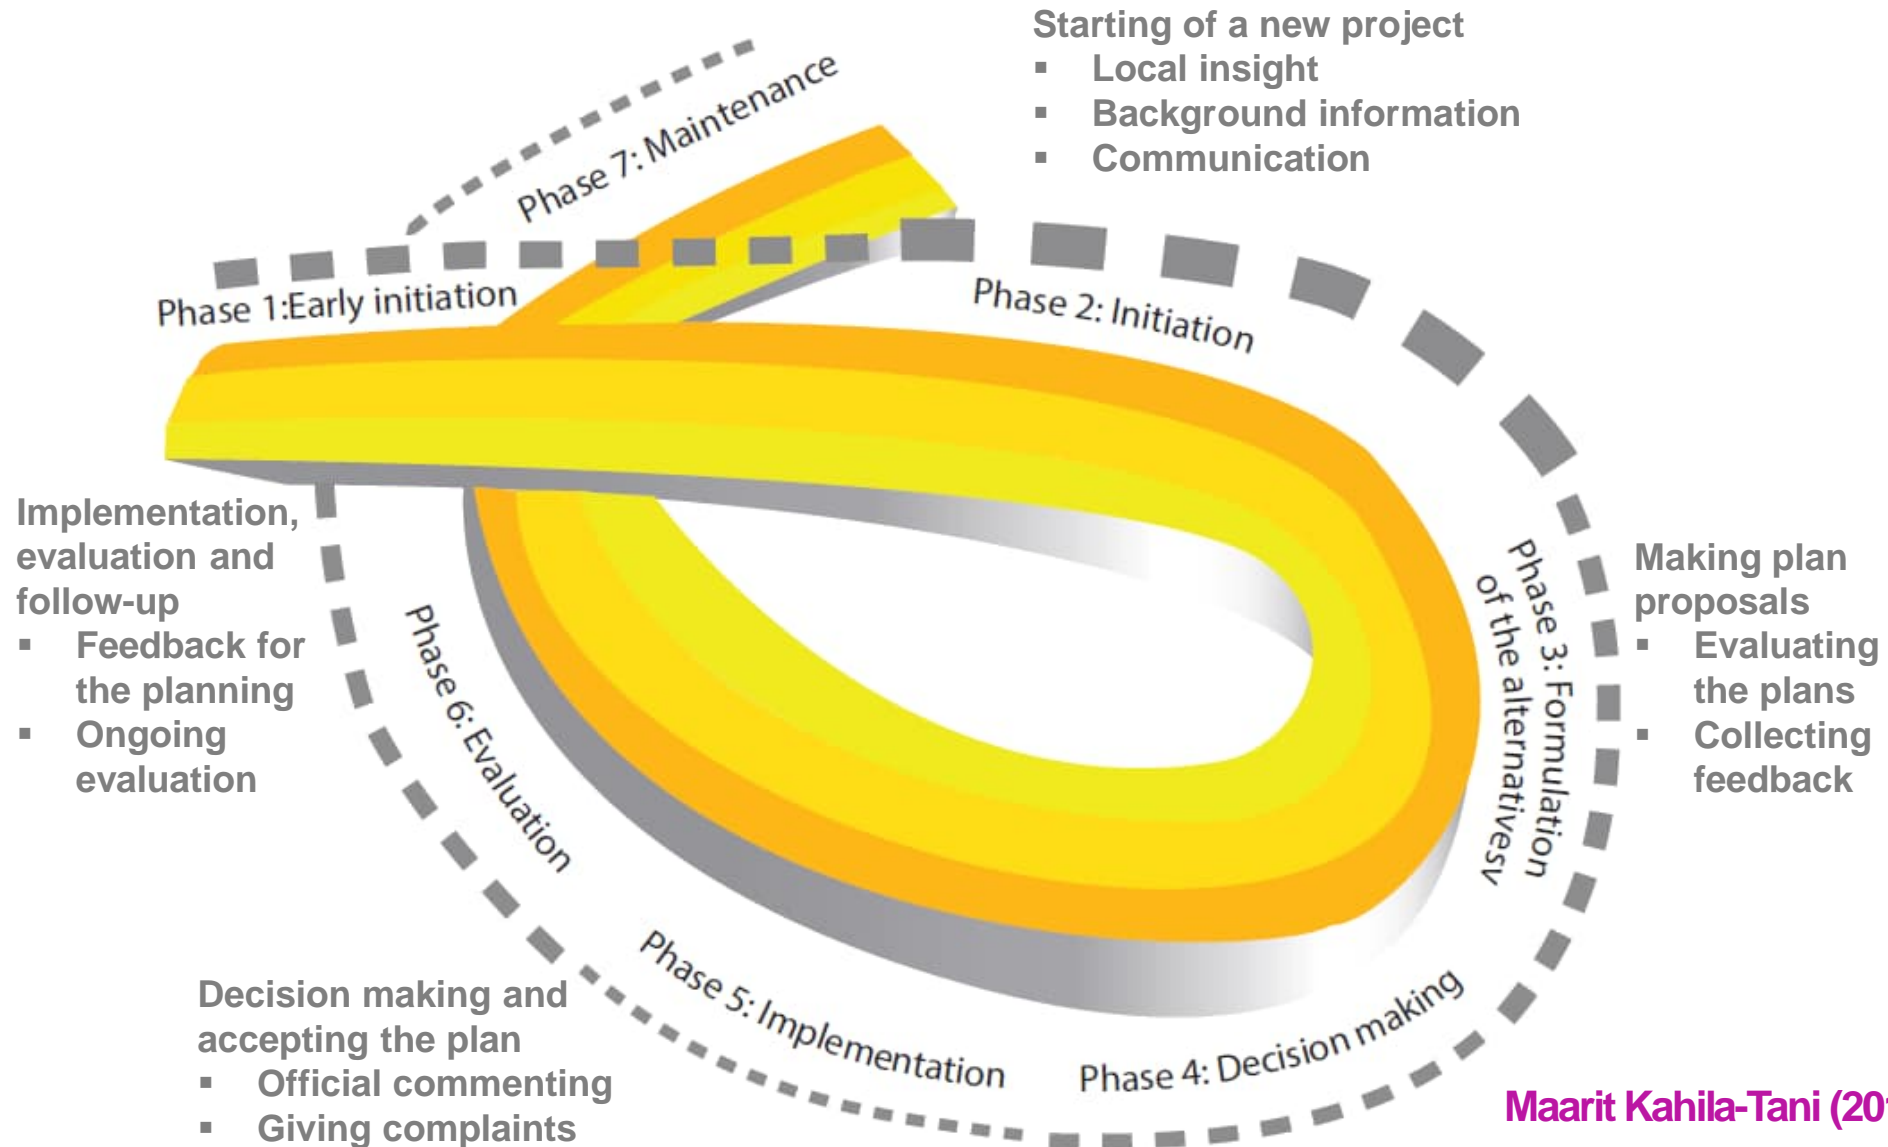 Starting of a new project
▪ Local insight
▪ Background information
▪ Communication
Phase 7: Maintenance
Phase 1:Early initiation
Phase 2: Initiation
Phase 3: Formulation
of the alternativesv
Making plan
proposals
▪ Evaluating
the plans
▪ Collecting
feedback
Phase 4: Decision making
Phase 5: Implementation
Phase 6: Evaluation
Implementation,
evaluation and
follow-up
▪ Feedback for
the planning
▪ Ongoing
evaluation
Decision making and
accepting the plan
▪ Official commenting
▪ Giving complaints
Maarit Kahila-Tani